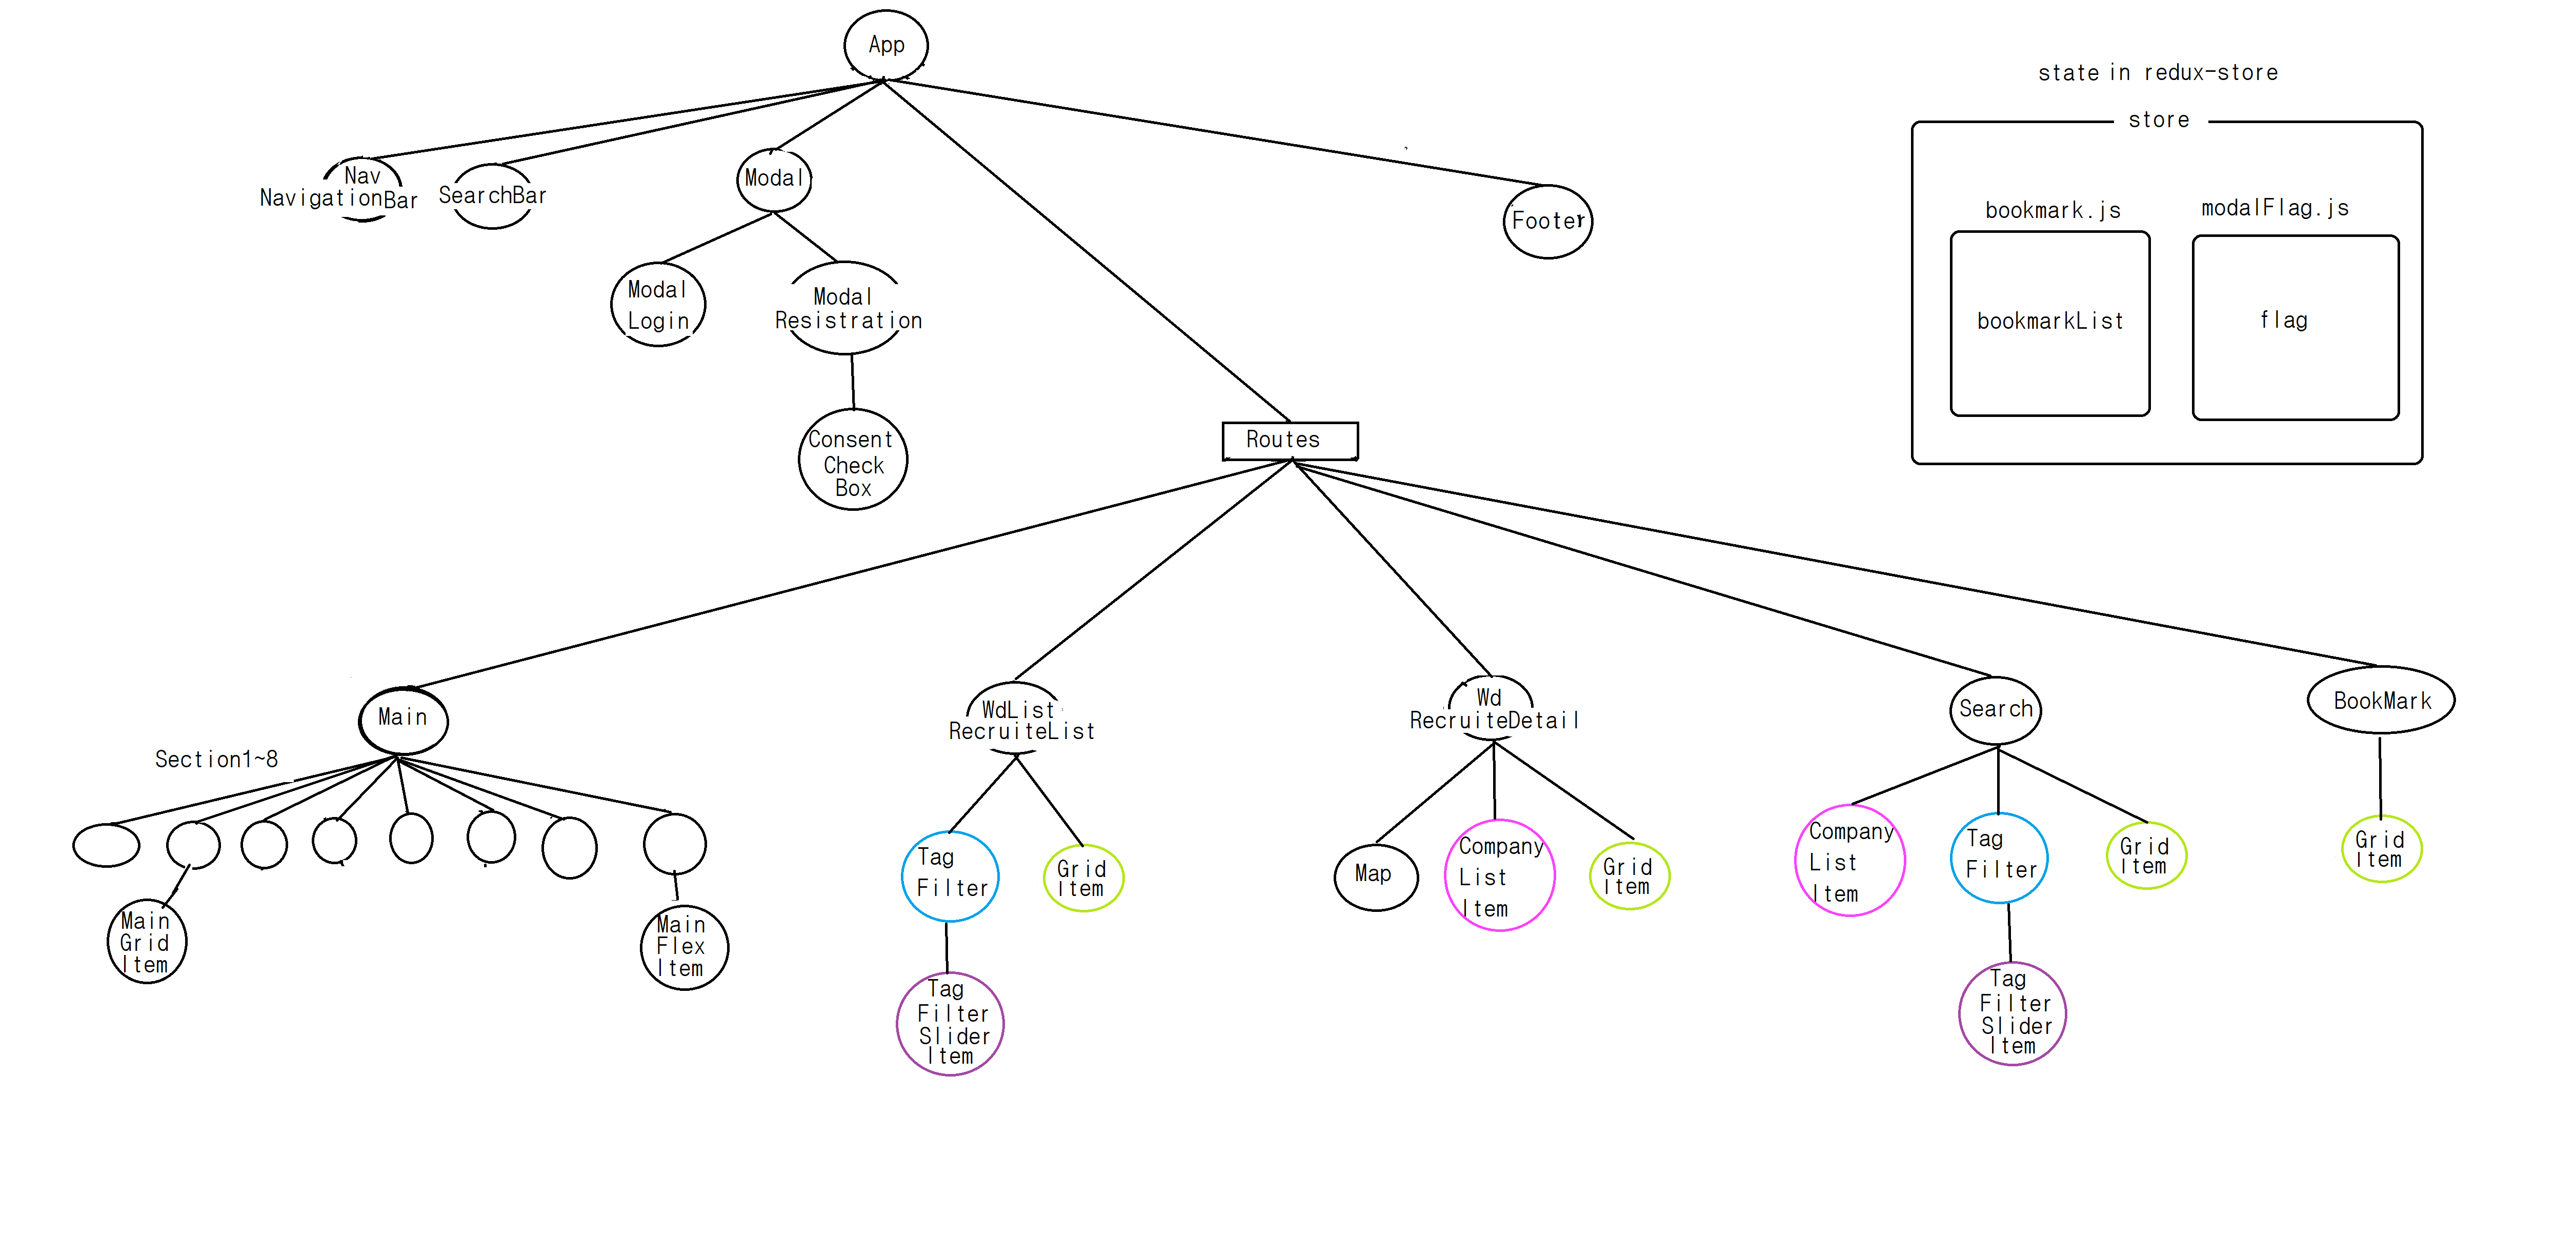 App
state in redux-store
store
Nav
NavigationBar
SearchBar
Modal
Footer
bookmark.js
modalFlag.js
Modal
Login
Modal
Resistration
bookmarkList
flag
Consent
Check
Box
Routes
Main
WdList
RecruiteList
Wd
RecruiteDetail
Search
BookMark
Section1~8
Main
Grid
Item
Main
Flex
Item
Tag
Filter
Grid
Item
Tag
Filter
Slider
Item
Map
Company
List
Item
Grid
Item
Company
List
Item
Tag
Filter
Grid
Item
Tag
Filter
Slider
Item
Grid
Item